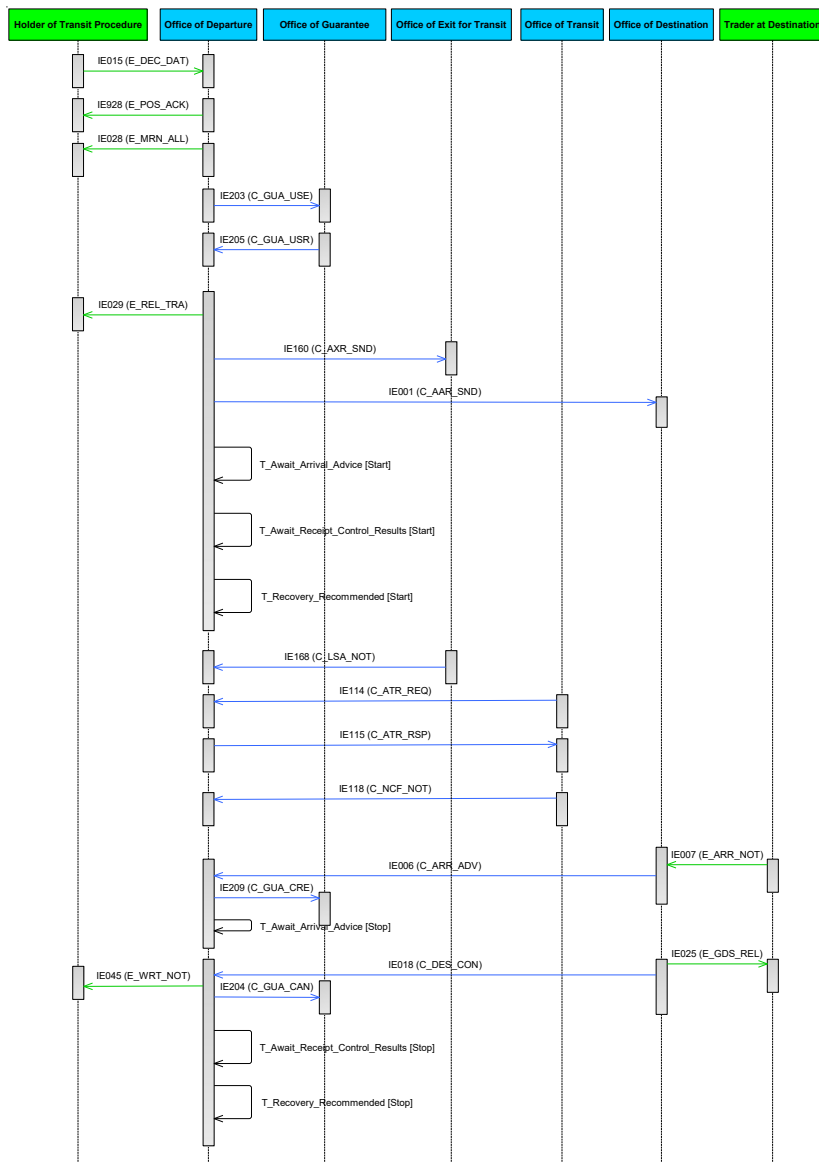 Holder of Transit Procedure
Office of Departure
Office of Guarantee
Office of Exit for Transit
Office of Transit
Office of Destination
Trader at Destination
IE015 (E_DEC_DAT)
IE928 (E_POS_ACK)
IE028 (E_MRN_ALL)
IE203 (C_GUA_USE)
IE205 (C_GUA_USR)
IE029 (E_REL_TRA)
IE160 (C_AXR_SND)
IE001 (C_AAR_SND)
T_Await_Arrival_Advice [Start]
T_Await_Receipt_Control_Results [Start]
T_Recovery_Recommended [Start]
IE168 (C_LSA_NOT)
IE114 (C_ATR_REQ)
IE115 (C_ATR_RSP)
IE118 (C_NCF_NOT)
IE007 (E_ARR_NOT)
IE006 (C_ARR_ADV)
IE209 (C_GUA_CRE)
T_Await_Arrival_Advice [Stop]
IE025 (E_GDS_REL)
IE018 (C_DES_CON)
IE045 (E_WRT_NOT)
IE204 (C_GUA_CAN)
T_Await_Receipt_Control_Results [Stop]
T_Recovery_Recommended [Stop]